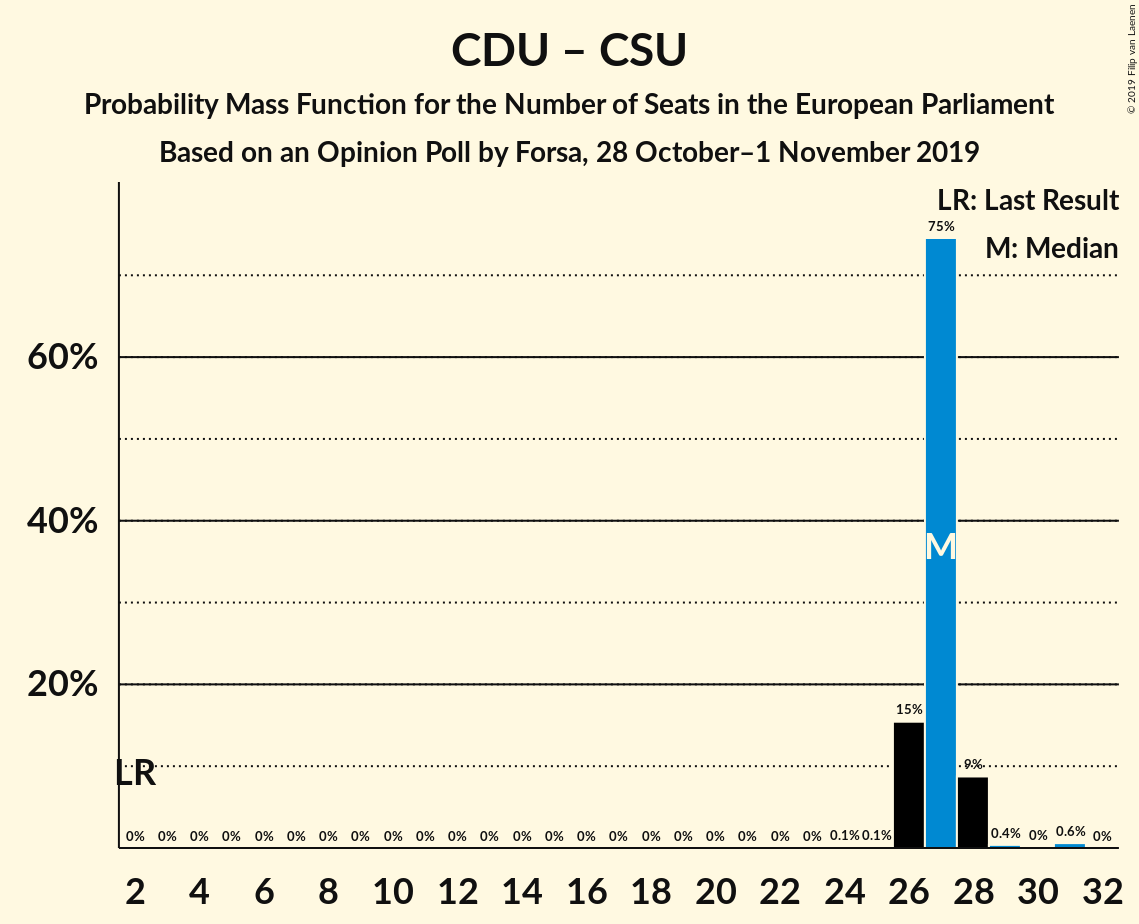 CDU – CSU
Probability Mass Function for the Number of Seats in the European Parliament
Based on an Opinion Poll by Forsa, 28 October–1 November 2019
© 2019 Filip van Laenen
LR: Last Result
M: Median
75%
60%
40%
20%
M
LR
15%
9%
0% 0% 0% 0% 0% 0% 0% 0% 0% 0% 0% 0% 0% 0% 0% 0% 0% 0% 0% 0% 0% 0% 0.1% 0.1% 0.4% 0% 0.6% 0%
2 4 6 8 10 12 14 16 18 20 22 24 26 28 30 32